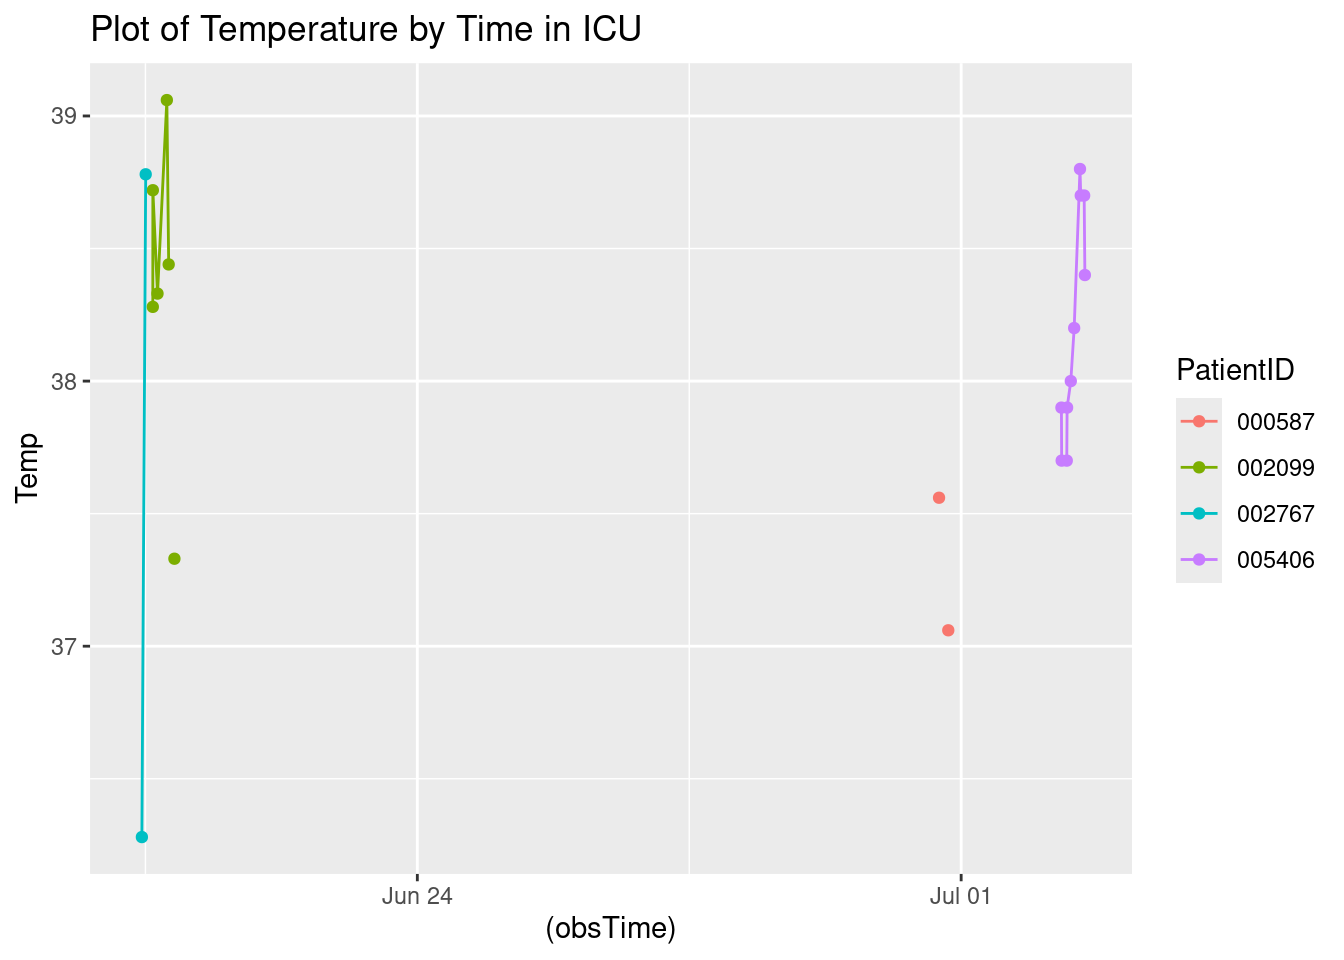 Plot of Temperature by Time in ICU
39
38
37
Temp
Jun 24
Jul 01
(obsTime)
PatientID
000587
002099
002767
005406